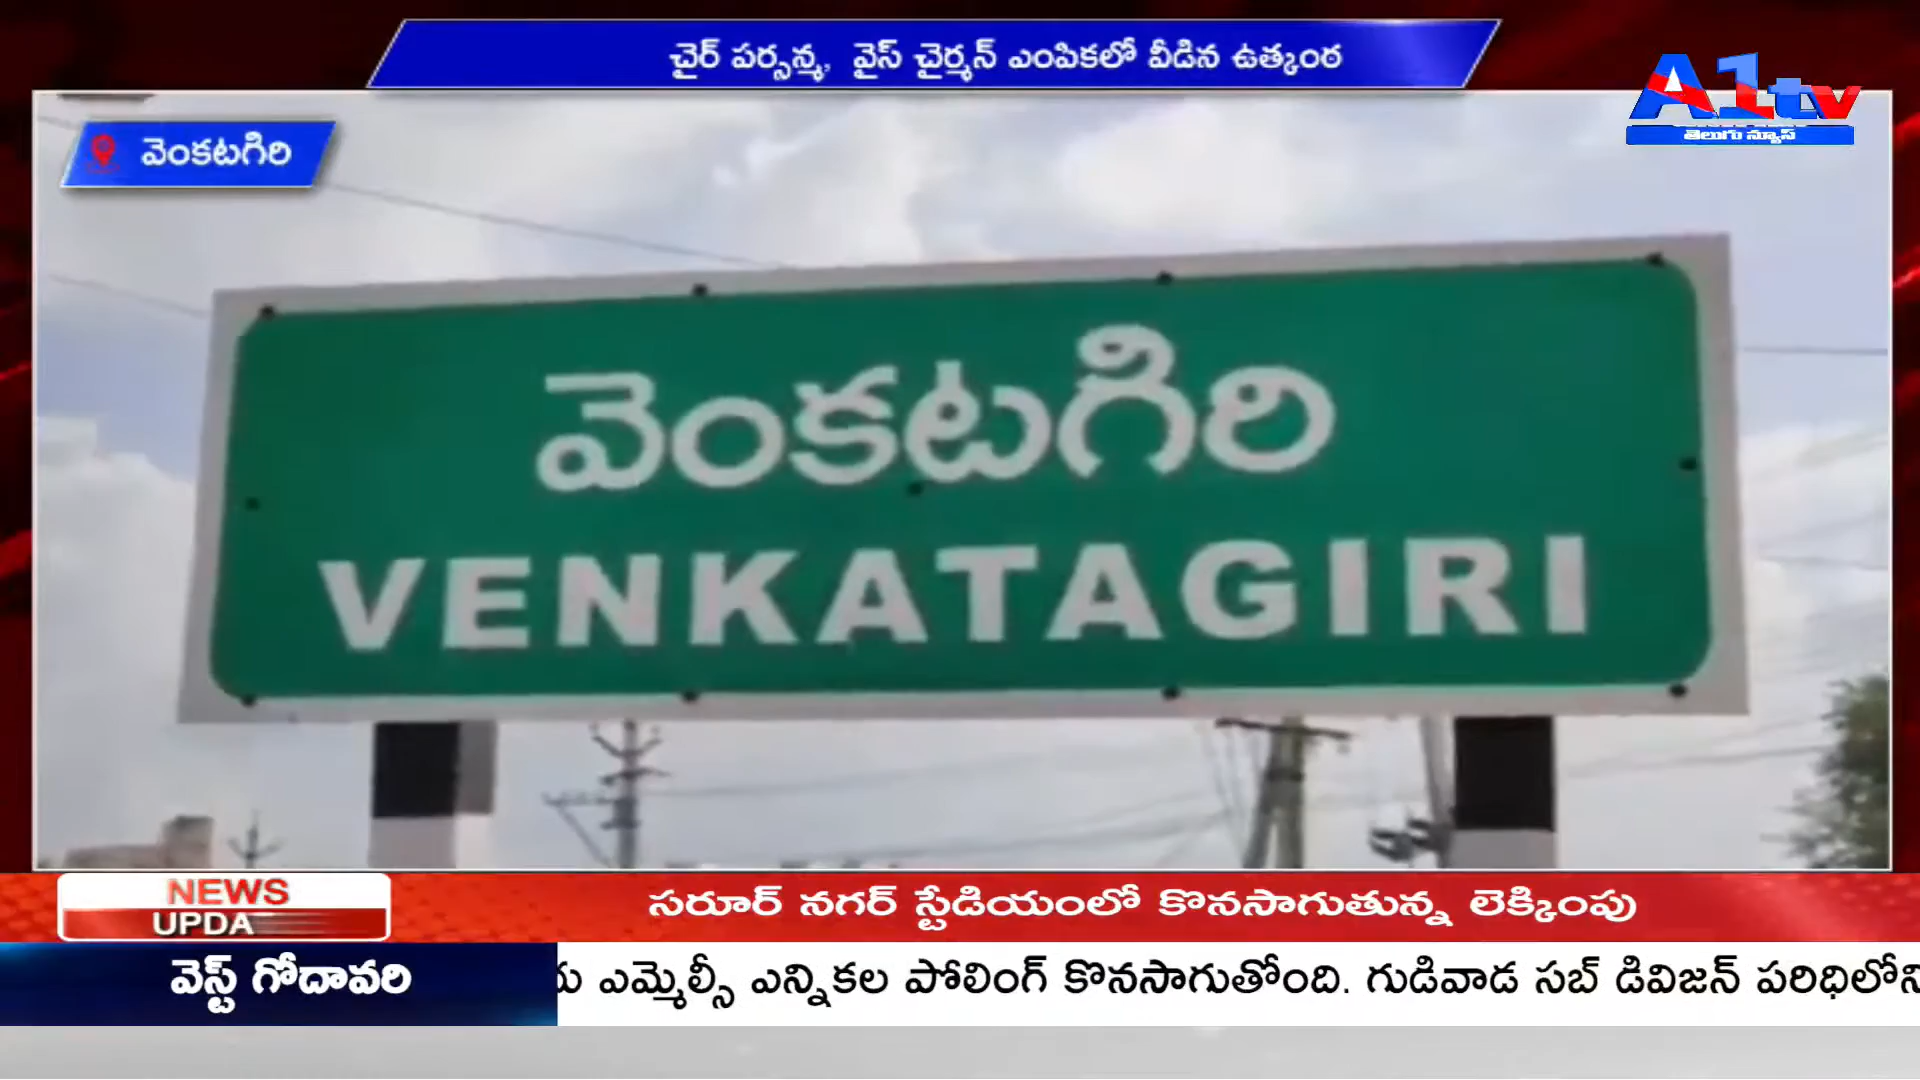 చైర్ పర్సన్మ, వైస్ చైర్మన్ ఎంపికలో వీడిన ఉత్కంఠ
A1tv
తెలుగు న్యూస్
వెంకటగిరి
వెంకటగిరి
VENKATAGIRI
NEWS
UPDA
సరూర్ నగర్ స్టేడియంలో కొనసాగుతున్న లెక్కింపు
వెస్ట్ గోదావరి
ఎమ్మెల్సీ ఎన్నికల పోలింగ్ కొనసాగుతోంది. గుడివాడ సబ్ డివిజన్